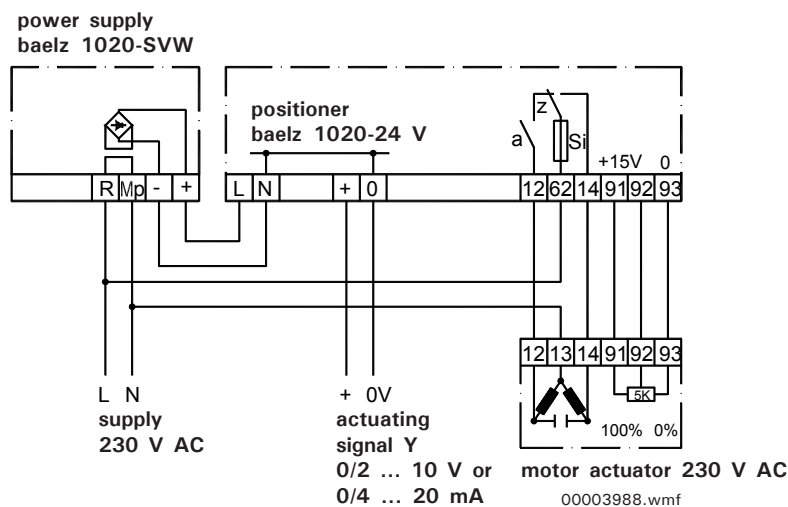 power supply
baelz 1020-SVW
positioner
baelz 1020-24 V
z
a
Si
+15V 0
R Mp - +
L N + 0
12 62 14 91 92 93
12 13 14 91 92 93
5K
100% 0%
L N
supply
230 V AC
+ 0V
actuating
signal Y
0/2 ... 10 V or
0/4 ... 20 mA
motor actuator 230 V AC
00003988.wmf